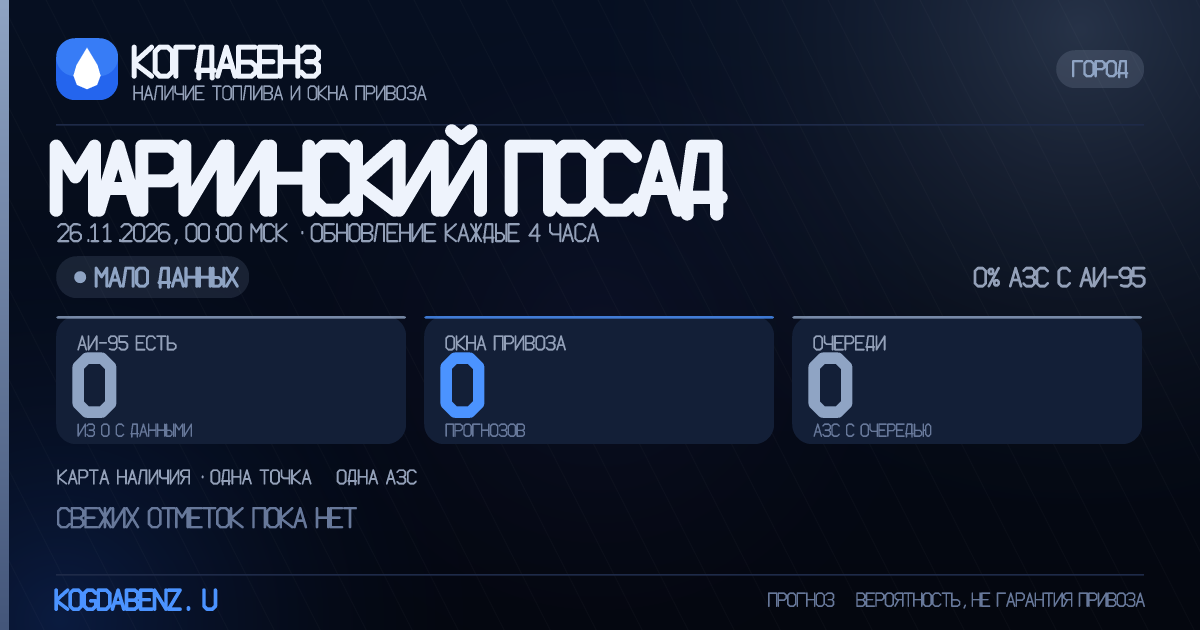 КОГДАБЕНЗ
НАЛИЧИЕ ТОПЛИВА И ОКНА ПРИВОЗА
ГОРОД
МАРИИНСКИЙ ПОСАД
26.11.2026, 00:00 МСК · ОБНОВЛЕНИЕ КАЖДЫЕ 4 ЧАСА
МАЛО ДАННЫХ
0% АЗС С АИ-95
АИ-95 ЕСТЬ
0
ИЗ 0 С ДАННЫМИ
ОКНА ПРИВОЗА
0
ПРОГНОЗОВ
ОЧЕРЕДИ
0
АЗС С ОЧЕРЕДЬЮ
КАРТА НАЛИЧИЯ · ОДНА ТОЧКА ОДНА АЗС
СВЕЖИХ ОТМЕТОК ПОКА НЕТ
KOGDABENZ. U
ПРОГНОЗ ВЕРОЯТНОСТЬ, НЕ ГАРАНТИЯ ПРИВОЗА